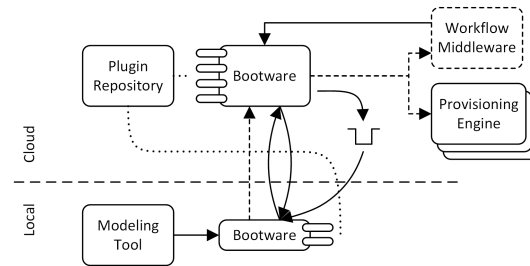 Workflow
Middleware
Plugin
Repository
Bootware
Provisioning
Engine
Cloud
Local
Modeling
Tool
Bootware